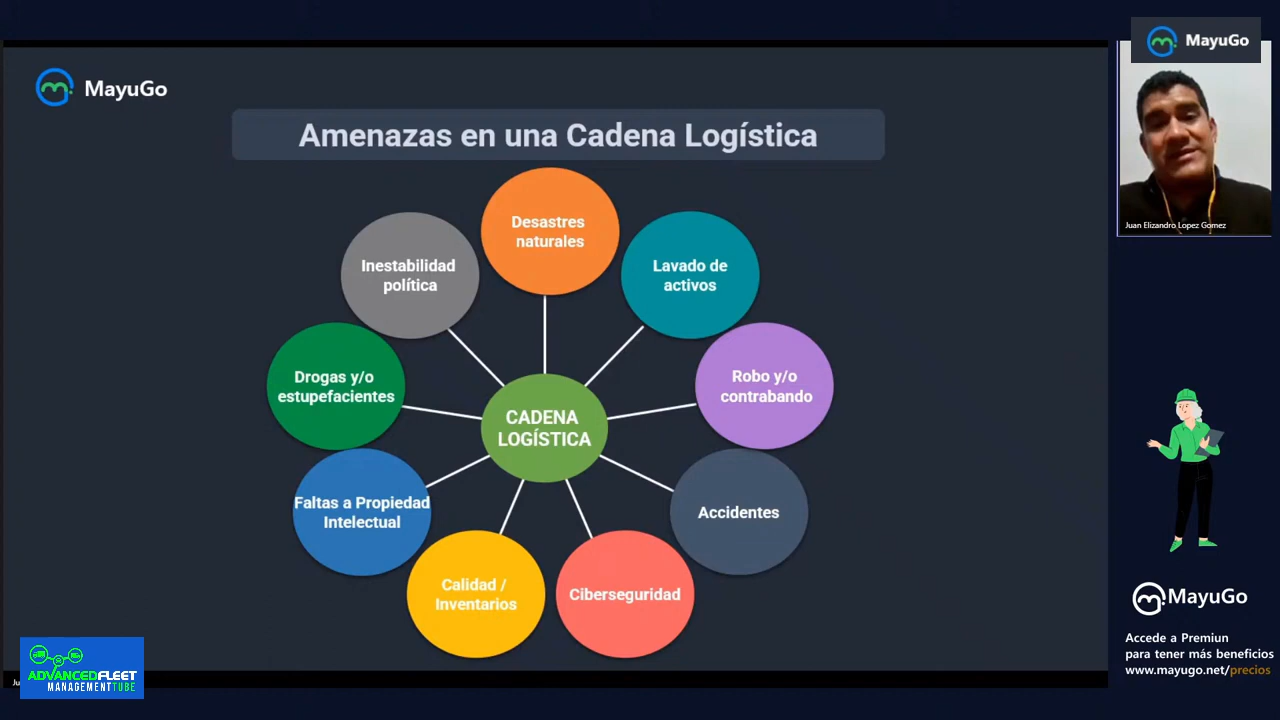 MayuGo
MayuGo
Amenazas en una Cadena Logística
Desastres
naturales
Inestabilidad
política
Lavado de
activos
Drogas y/o
estupefacientes
Robo y/o
contrabando
CADENA
LOGÍSTICA
Faltas a Propiedad
Intelectual
Accidentes
Calidad /
Inventarios
Ciberseguridad
Juan Elizandro Lopez Gomez
MayuGo
Accede a Premiun
para tener más beneficios
www.mayugo.net/precios
ADVANCEDFLEET
MANAGEMENTTUBE
Ju